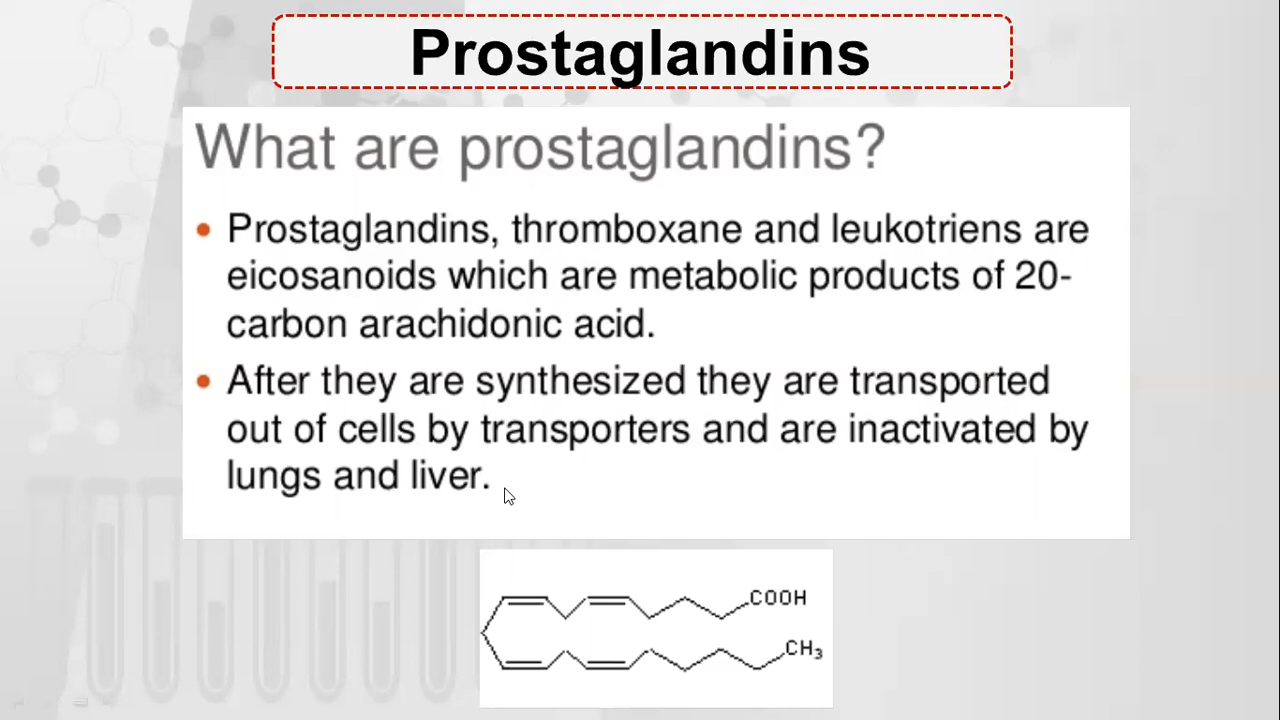 Prostaglandins
What are prostaglandins?
• Prostaglandins, thromboxane and leukotriens are
eicosanoids which are metabolic products of 20-
carbon arachidonic acid.
• After they are synthesized they are transported
out of cells by transporters and are inactivated by
lungs and liver.
COOH
CH₃